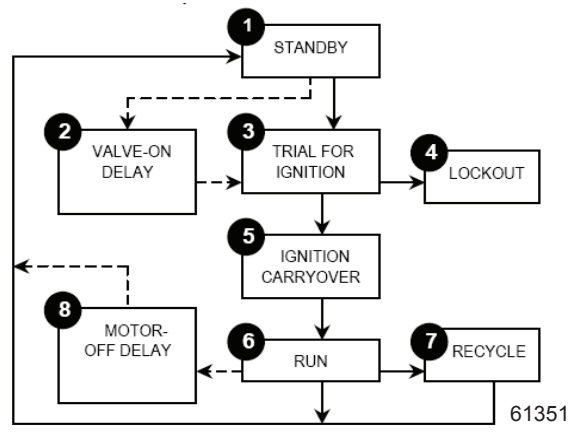 1
STANDBY
2
VALVE-ON
DELAY
3
TRIAL FOR
IGNITION
4
LOCKOUT
5
IGNITION
CARRYOVER
8
MOTOR-
OFF DELAY
6
RUN
7
RECYCLE
61351